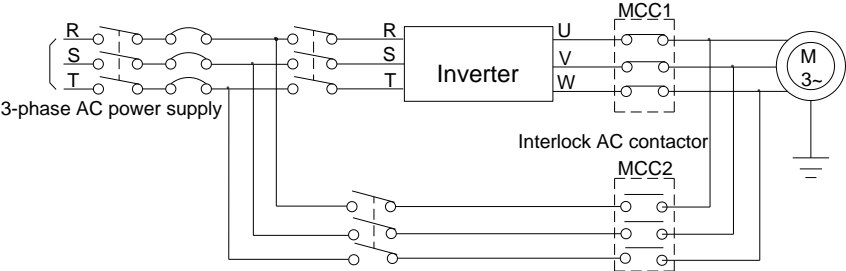 MCC1
R R U
S S V
T T W
Inverter
M
3~
3-phase AC power supply
Interlock AC contactor
MCC2